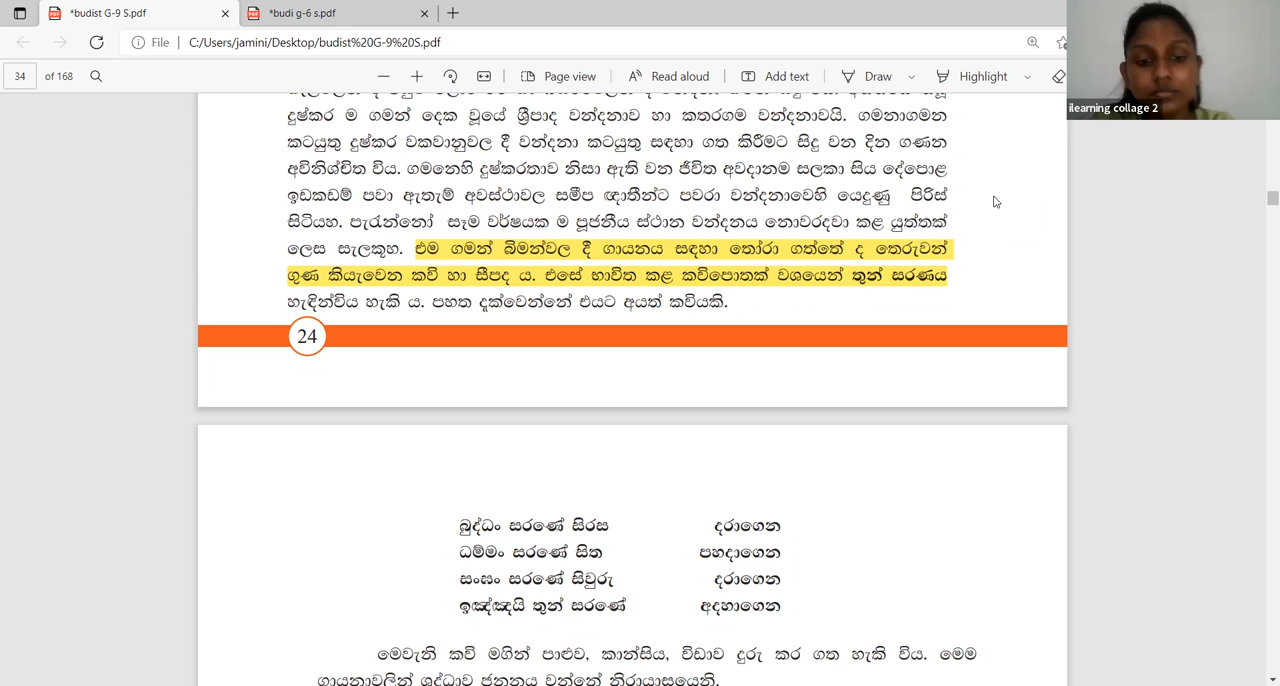 *budist G-9 S.pdf
*budi g-6 s.pdf
File | C:/Users/jamini/Desktop/budist%20G-9%20S.pdf
34 of 168
Page view
Read aloud
Add text
Draw
Highlight
ilearning collage 2
දුෂ්කර ම ගමන් දෙක වූයේ ශ්‍රීපාද වන්දනාව හා කතරගම වන්දනාවයි. ගමනාගමන
කටයුතු දුෂ්කර වකවානුවල දී වන්දනා කටයුතු සඳහා ගත කිරීමට සිදු වන දින ගණන
අවිනිශ්චිත විය. ගමනෙහි දුෂ්කරතාව නිසා ඇති වන ජීවිත අවදානම සලකා සිය දේපොළ
ඉඩකඩම් පවා ඇතැම් අවස්ථාවල සමීප ඥාතීන්ට පවරා වන්දනාවෙහි යෙදුණු පිරිස්
සිටියහ. පැරැන්නෝ සෑම වර්ෂයක ම පූජනීය ස්ථාන වන්දනය නොවරදවා කළ යුත්තක්
ලෙස සැලකූහ. එම ගමන් බිමන්වල දී ගායනය සඳහා තෝරා ගත්තේ ද තෙරුවන්
ගුණ කියැවෙන කවි හා සීපද ය. එසේ භාවිත කළ කවිපොතක් වශයෙන් තුන් සරණය
හැඳින්විය හැකි ය. පහත දැක්වෙන්නේ එයට අයත් කවියකි.
24
බුද්ධං සරණේ සිරස දරාගෙන
ධම්මං සරණේ සිත පහදාගෙන
සංඝං සරණේ සිවුරු දරාගෙන
ඉඤ්ඤයි තුන් සරණේ අදහාගෙන
මෙවැනි කවි මගින් පාළුව, කාන්සිය, විඩාව දුරු කර ගත හැකි විය. මෙම
ගායනාවලින් ශ්‍රද්ධාව ජනනය වන්නේ නිරායාසයෙනි.